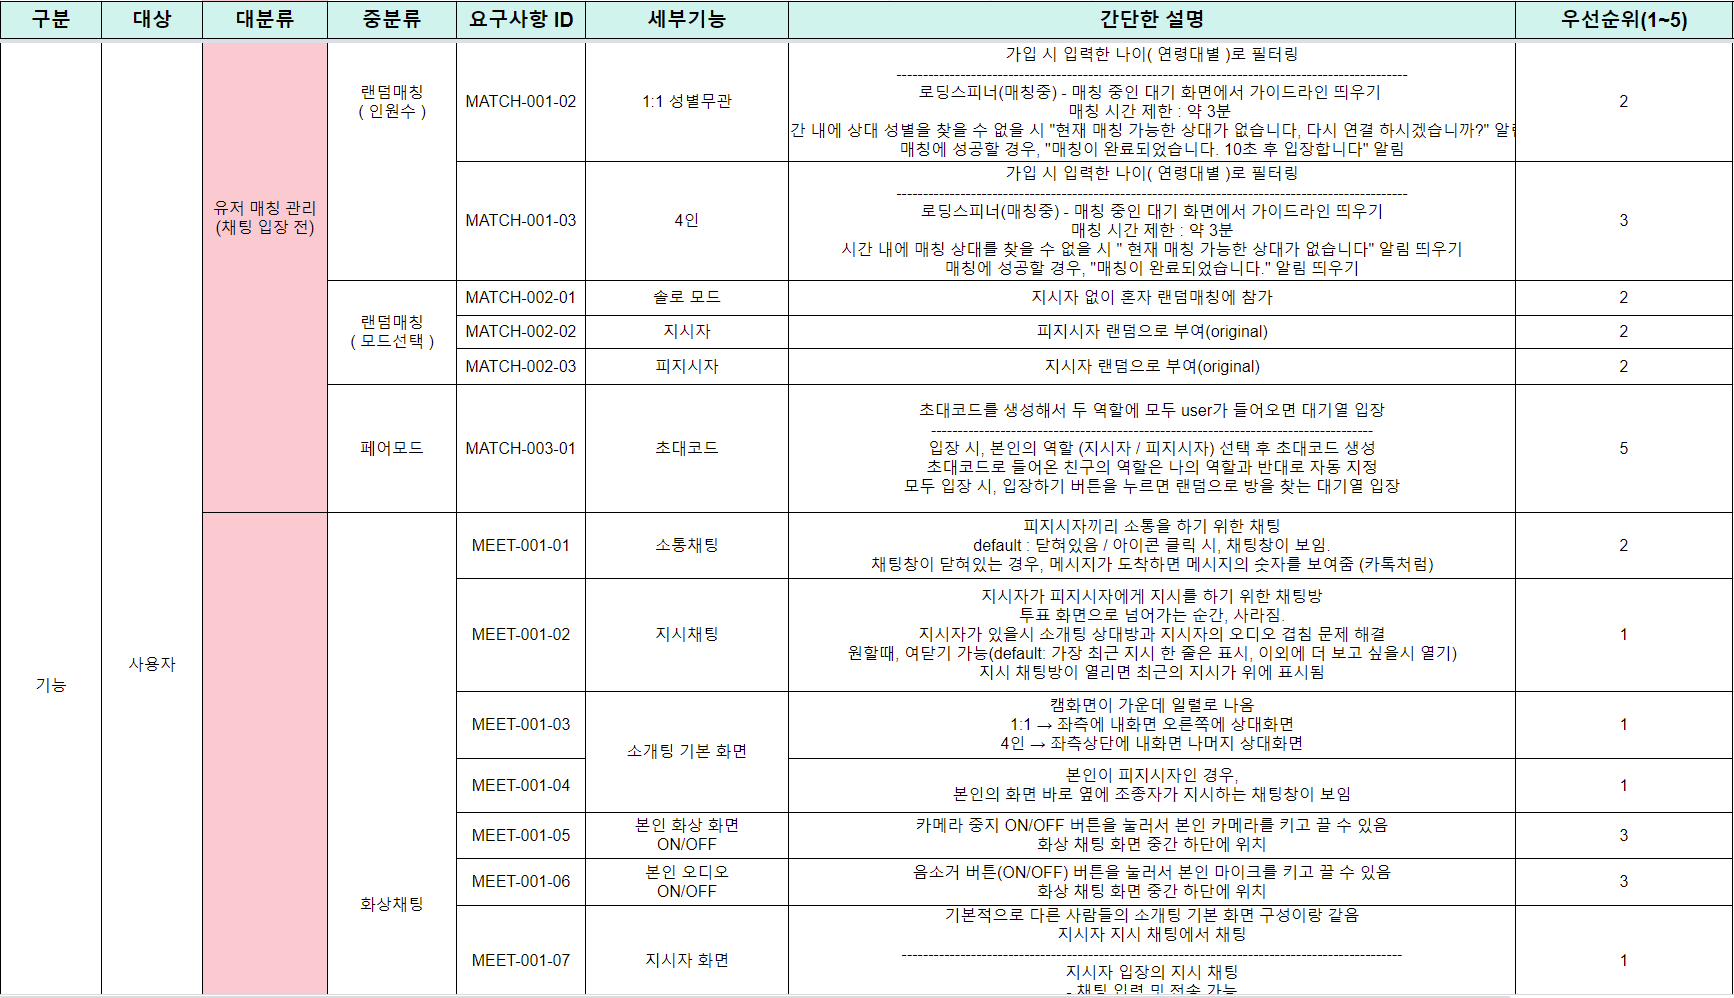 구분 대상 대분류 중분류 요구사항 ID 세부기능 간단한 설명 우선순위(1~5)
기능
사용자
유저 매칭 관리
(채팅 입장 전)
랜덤매칭
( 인원수 )
MATCH-001-02
1:1 성별무관
가입 시 입력한 나이( 연령대별 )로 필터링
------------------------------------------------------------------------------------------------
로딩스피너(매칭중) - 매칭 중인 대기 화면에서 가이드라인 띄우기
매칭 시간 제한 : 약 3분
간 내에 상대 성별을 찾을 수 없을 시 "현재 매칭 가능한 상대가 없습니다, 다시 연결 하시겠습니까?"
매칭에 성공할 경우, "매칭이 완료되었습니다. 10초 후 입장합니다" 알림
2
MATCH-001-03
4인
가입 시 입력한 나이( 연령대별 )로 필터링
------------------------------------------------------------------------------------------------
로딩스피너(매칭중) - 매칭 중인 대기 화면에서 가이드라인 띄우기
매칭 시간 제한 : 약 3분
시간 내에 매칭 상대를 찾을 수 없을 시 " 현재 매칭 가능한 상대가 없습니다" 알림 띄우기
매칭에 성공할 경우, "매칭이 완료되었습니다." 알림 띄우기
3
랜덤매칭
( 모드선택 )
MATCH-002-01 솔로 모드 지시자 없이 혼자 랜덤매칭에 참가 2
MATCH-002-02 지시자 피지시자 랜덤으로 부여(original) 2
MATCH-002-03 피지시자 지시자 랜덤으로 부여(original) 2
페어모드
MATCH-003-01
초대코드
초대코드를 생성해서 두 역할에 모두 user가 들어오면 대기열 입장
-----------------------------------------------------------------------------------
입장 시, 본인의 역할 (지시자 / 피지시자) 선택 후 초대코드 생성
초대코드로 들어온 친구의 역할은 나의 역할과 반대로 자동 지정
모두 입장 시, 입장하기 버튼을 누르면 랜덤으로 방을 찾는 대기열 입장
5
화상채팅
MEET-001-01
소통채팅
피지시자끼리 소통을 하기 위한 채팅
default : 닫혀있음 / 아이콘 클릭 시, 채팅창이 보임.
채팅창이 닫혀있는 경우, 메시지가 도착하면 메시지의 숫자를 보여줌 (카톡처럼)
2
MEET-001-02
지시채팅
지시자가 피지시자에게 지시를 하기 위한 채팅방
투표 화면으로 넘어가는 순간, 사라짐.
지시자가 있을시 소개팅 상대방과 지시자의 오디오 겹침 문제 해결
원할때, 여닫기 가능(default: 가장 최근 지시 한 줄은 표시, 이외에 더 보고 싶을시 열기)
지시 채팅방이 열리면 최근의 지시가 위에 표시됨
1
MEET-001-03
소개팅 기본 화면
캠화면이 가운데 일렬로 나옴
1:1 → 좌측에 내화면 오른쪽에 상대화면
4인 → 좌측상단에 내화면 나머지 상대화면
1
MEET-001-04
본인이 피지시자인 경우,
본인의 화면 바로 옆에 조종자가 지시하는 채팅창이 보임
1
MEET-001-05
본인 화상 화면
ON/OFF
카메라 중지 ON/OFF 버튼을 눌러서 본인 카메라를 키고 끌 수 있음
화상 채팅 화면 중간 하단에 위치
3
MEET-001-06
본인 오디오
ON/OFF
음소거 버튼(ON/OFF) 버튼을 눌러서 본인 마이크를 키고 끌 수 있음
화상 채팅 화면 중간 하단에 위치
3
MEET-001-07
지시자 화면
기본적으로 다른 사람들의 소개팅 기본 화면 구성이랑 같음
지시자 지시 채팅에서 채팅
----------------------------------------------------------------------------------------------
지시자 입장의 지시 채팅
- 채팅 입력 및 전송 가능
1